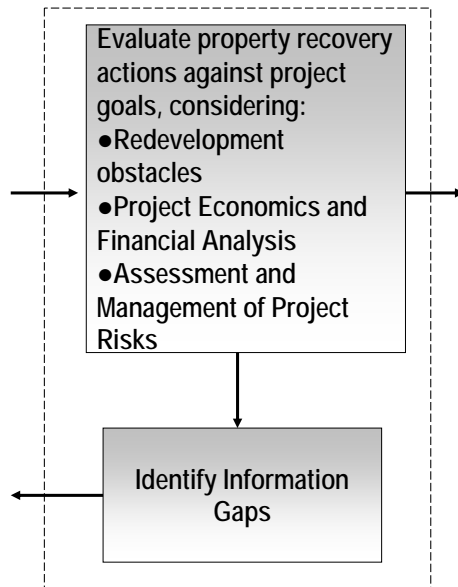 Evaluate property recovery
actions against project
goals, considering:
●Redevelopment
obstacles
●Project Economics and
Financial Analysis
●Assessment and
Management of Project
Risks
Identify Information
Gaps